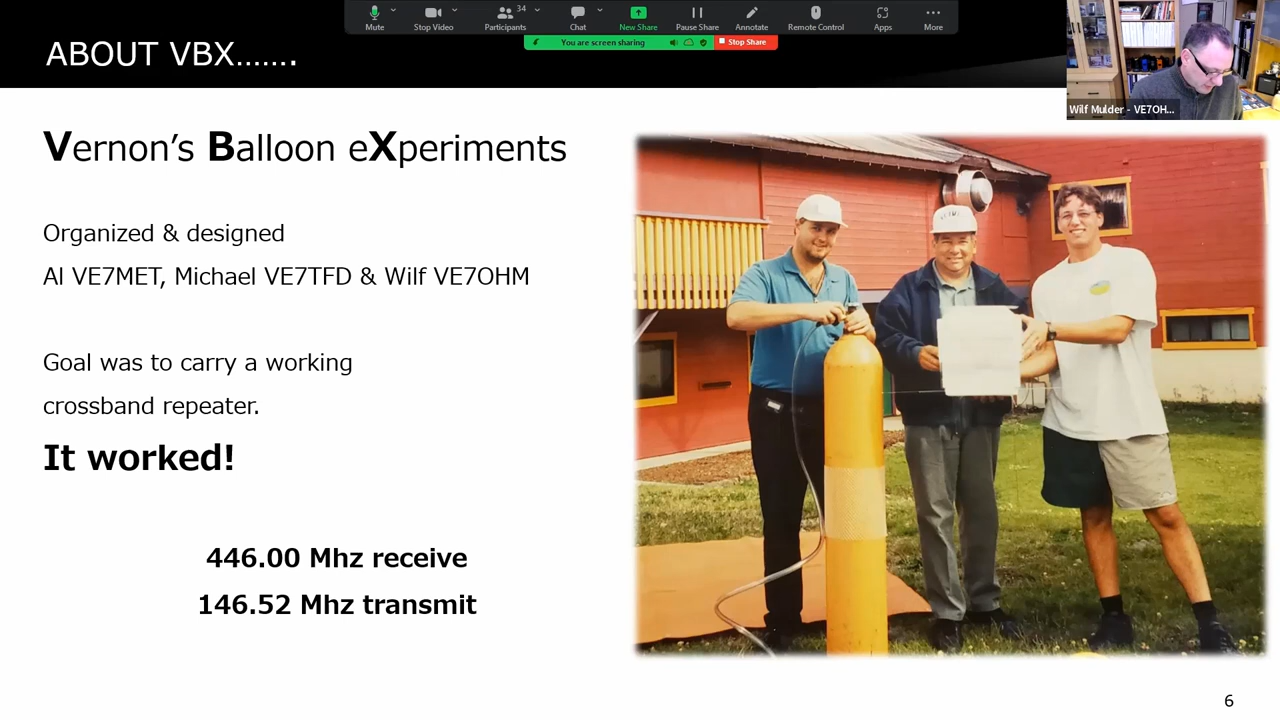 34
Mute
Stop Video
Participants
Chat
New Share
Pause Share
Annotate
Remote Control
Apps
More
You are screen sharing
Stop Share
ABOUT VBX.......
Wilf Mulder - VE7OH...
Vernon’s Balloon eXperiments
Organized & designed
Al VE7MET, Michael VE7TFD & Wilf VE7OHM
Goal was to carry a working
crossband repeater.
It worked!
446.00 Mhz receive
146.52 Mhz transmit
6